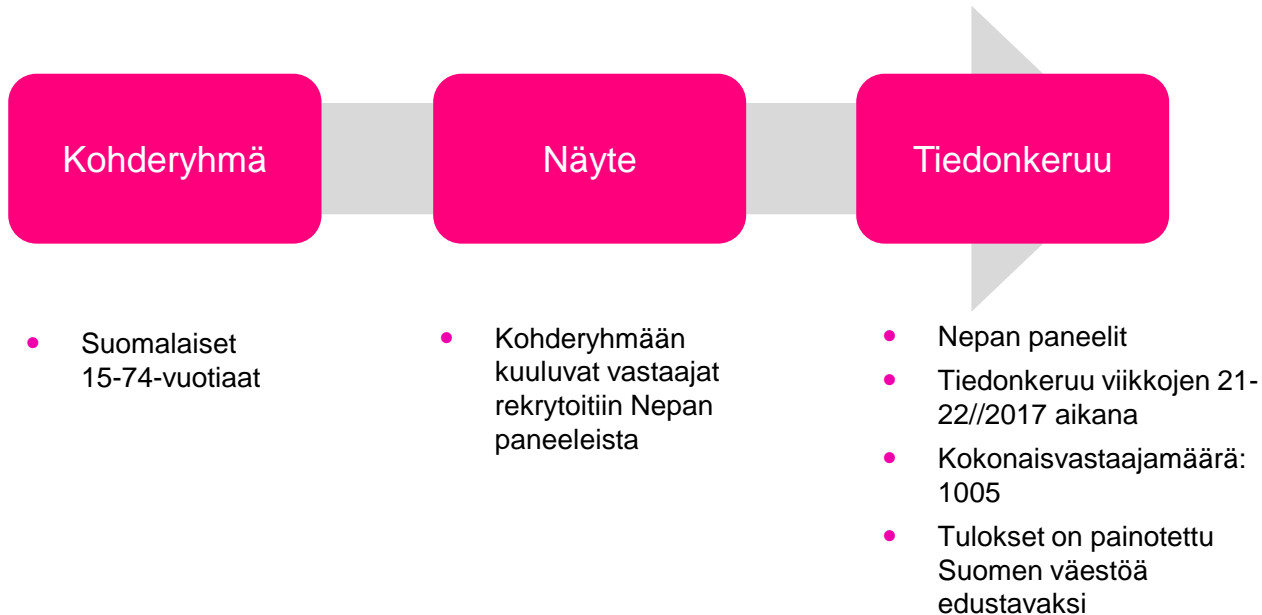 Kohderyhmä
Näyte
Tiedonkeruu
Suomalaiset
15-74-vuotiaat
Kohderyhmään
kuuluvat vastaajat
rekrytoitiin Nepan
paneeleista
Nepan paneelit
Tiedonkeruu viikkojen 21-
22//2017 aikana
Kokonaisvastaajamäärä:
1005
Tulokset on painotettu
Suomen väestöä
edustavaksi